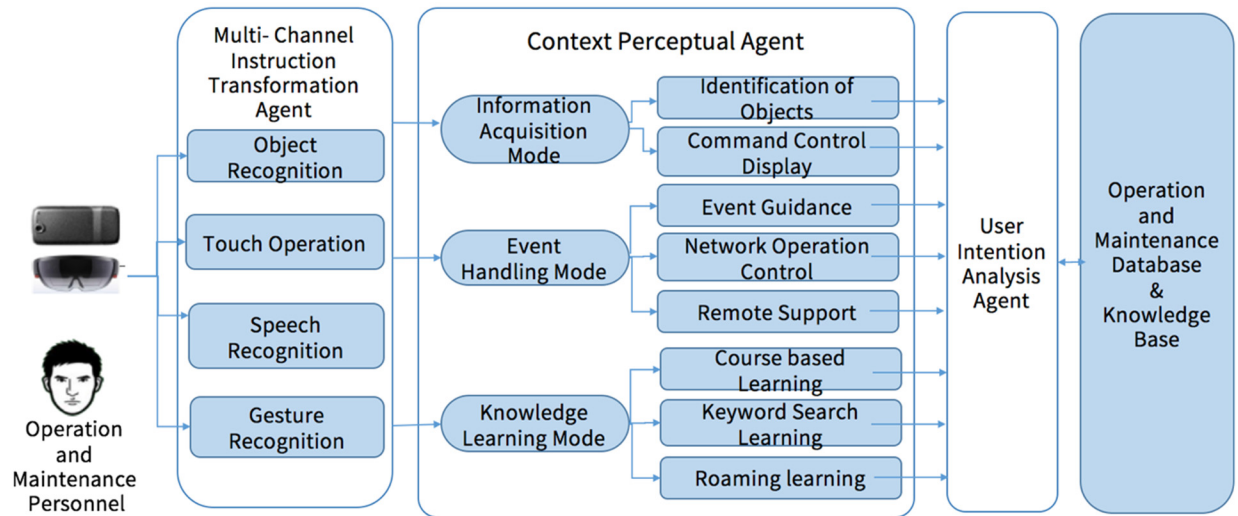 Multi- Channel
Instruction
Transformation
Agent
Object
Recognition
Touch Operation
Speech
Recognition
Gesture
Recognition
Operation
and
Maintenance
Personnel
Context Perceptual Agent
Information
Acquisition
Mode
Identification of
Objects
Command Control
Display
Event
Handling Mode
Event Guidance
Network Operation
Control
Remote Support
Knowledge
Learning Mode
Course based
Learning
Keyword Search
Learning
Roaming learning
User
Intention
Analysis
Agent
Operation
and
Maintenance
Database
&
Knowledge
Base